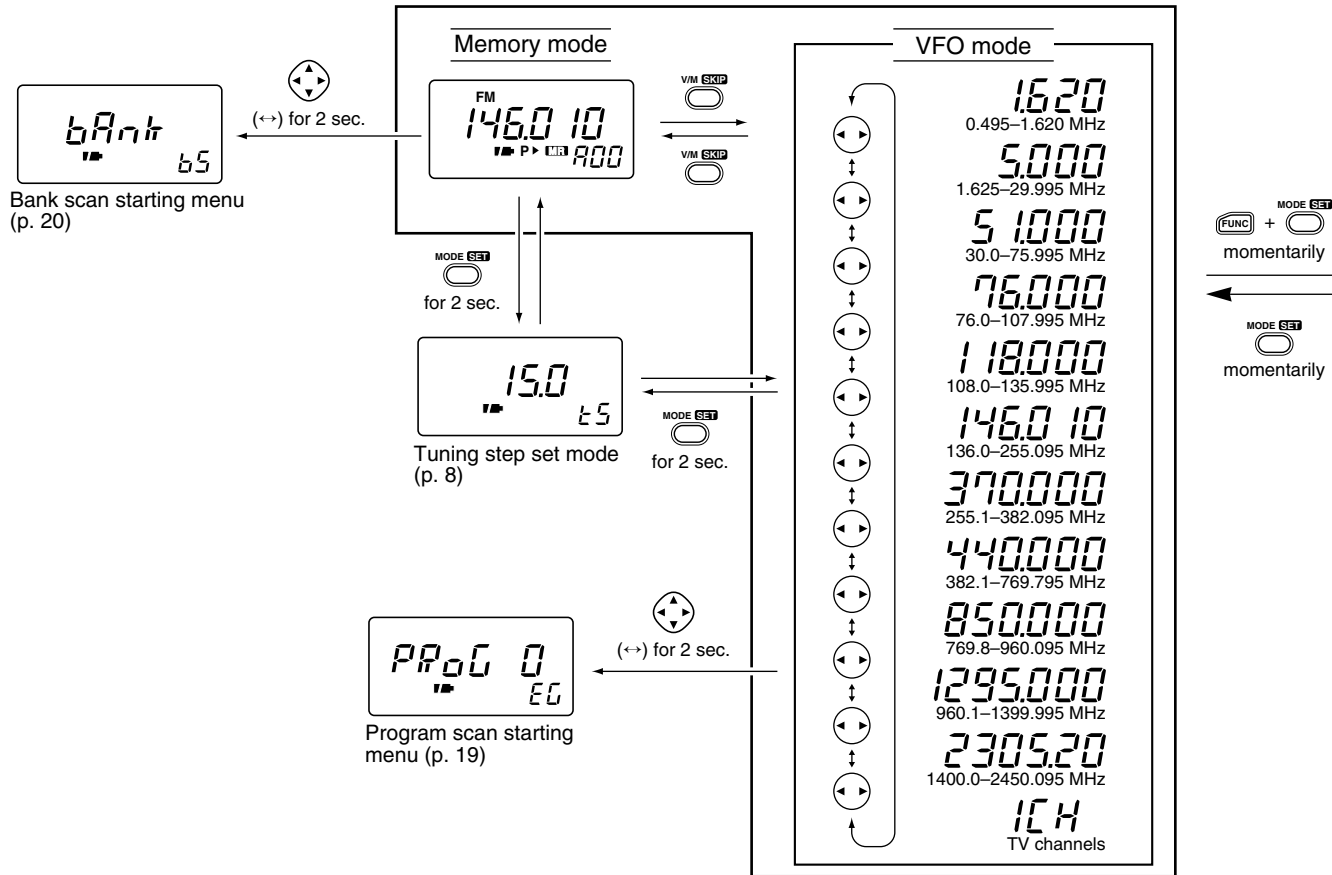 Memory mode
FM
146.010
P MR A00
(↔) for 2 sec.
bAnk
bS
Bank scan starting menu
(p. 20)
V/M SKIP
V/M SKIP
MODE SET
for 2 sec.
15.0
tS
Tuning step set mode
(p. 8)
MODE SET
for 2 sec.
(↔) for 2 sec.
PRoG 0
EG
Program scan starting
menu (p. 19)
VFO mode
1.620
0.495–1.620 MHz
5.000
1.625–29.995 MHz
51.000
30.0–75.995 MHz
76.000
76.0–107.995 MHz
118.000
108.0–135.995 MHz
146.010
136.0–255.095 MHz
370.000
255.1–382.095 MHz
440.000
382.1–769.795 MHz
850.000
769.8–960.095 MHz
1295.000
960.1–1399.995 MHz
2305.20
1400.0–2450.095 MHz
1CH
TV channels
MODE SET
FUNC +
momentarily
MODE SET
momentarily